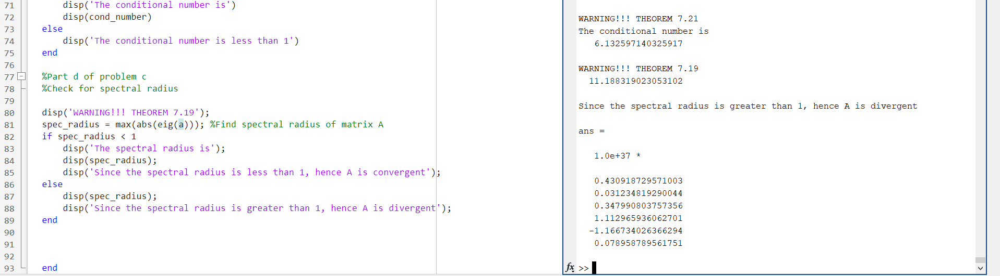 71 disp('The conditional number is')
72 disp(cond_number)
73 else
74 disp('The conditional number is less than 1')
75 end
76
77 %Part d of problem c
78 %Check for spectral radius
79
80 disp('WARNING!!! THEOREM 7.19');
81 spec_radius = max(abs(eig(a))); %Find spectral radius of matrix A
82 if spec_radius < 1
83 disp('The spectral radius is');
84 disp(spec_radius);
85 disp('Since the spectral radius is less than 1, hence A is convergent');
86 else
87 disp(spec_radius);
88 disp('Since the spectral radius is greater than 1, hence A is divergent');
89 end
90
91
92
93 end
WARNING!!! THEOREM 7.21
The conditional number is
6.132597140325917
WARNING!!! THEOREM 7.19
11.188319023053102
Since the spectral radius is greater than 1, hence A is divergent
ans =
1.0e+37 *
0.430918729571003
0.031234819290044
0.347990803757356
1.112965936062701
-1.166734026366294
0.078958789561751
fx >>